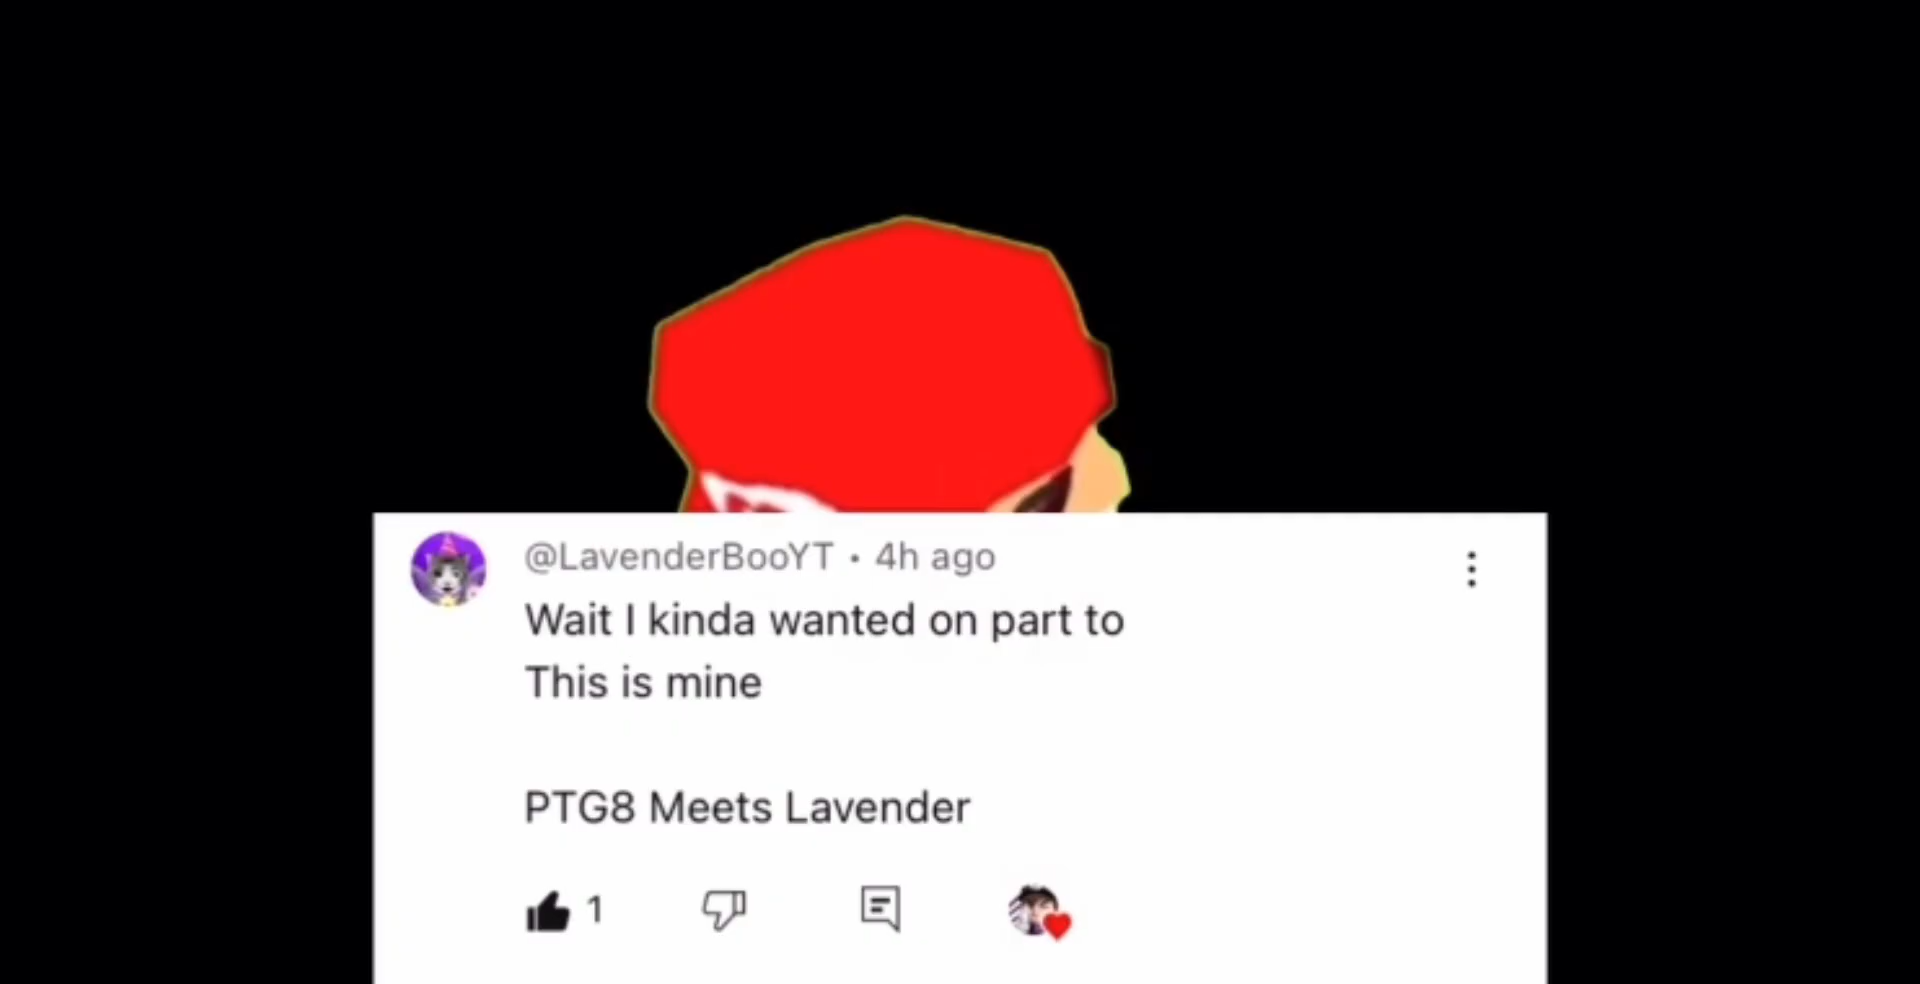 @LavenderBooYT • 4h ago
Wait I kinda wanted on part to
This is mine
PTG8 Meets Lavender
1